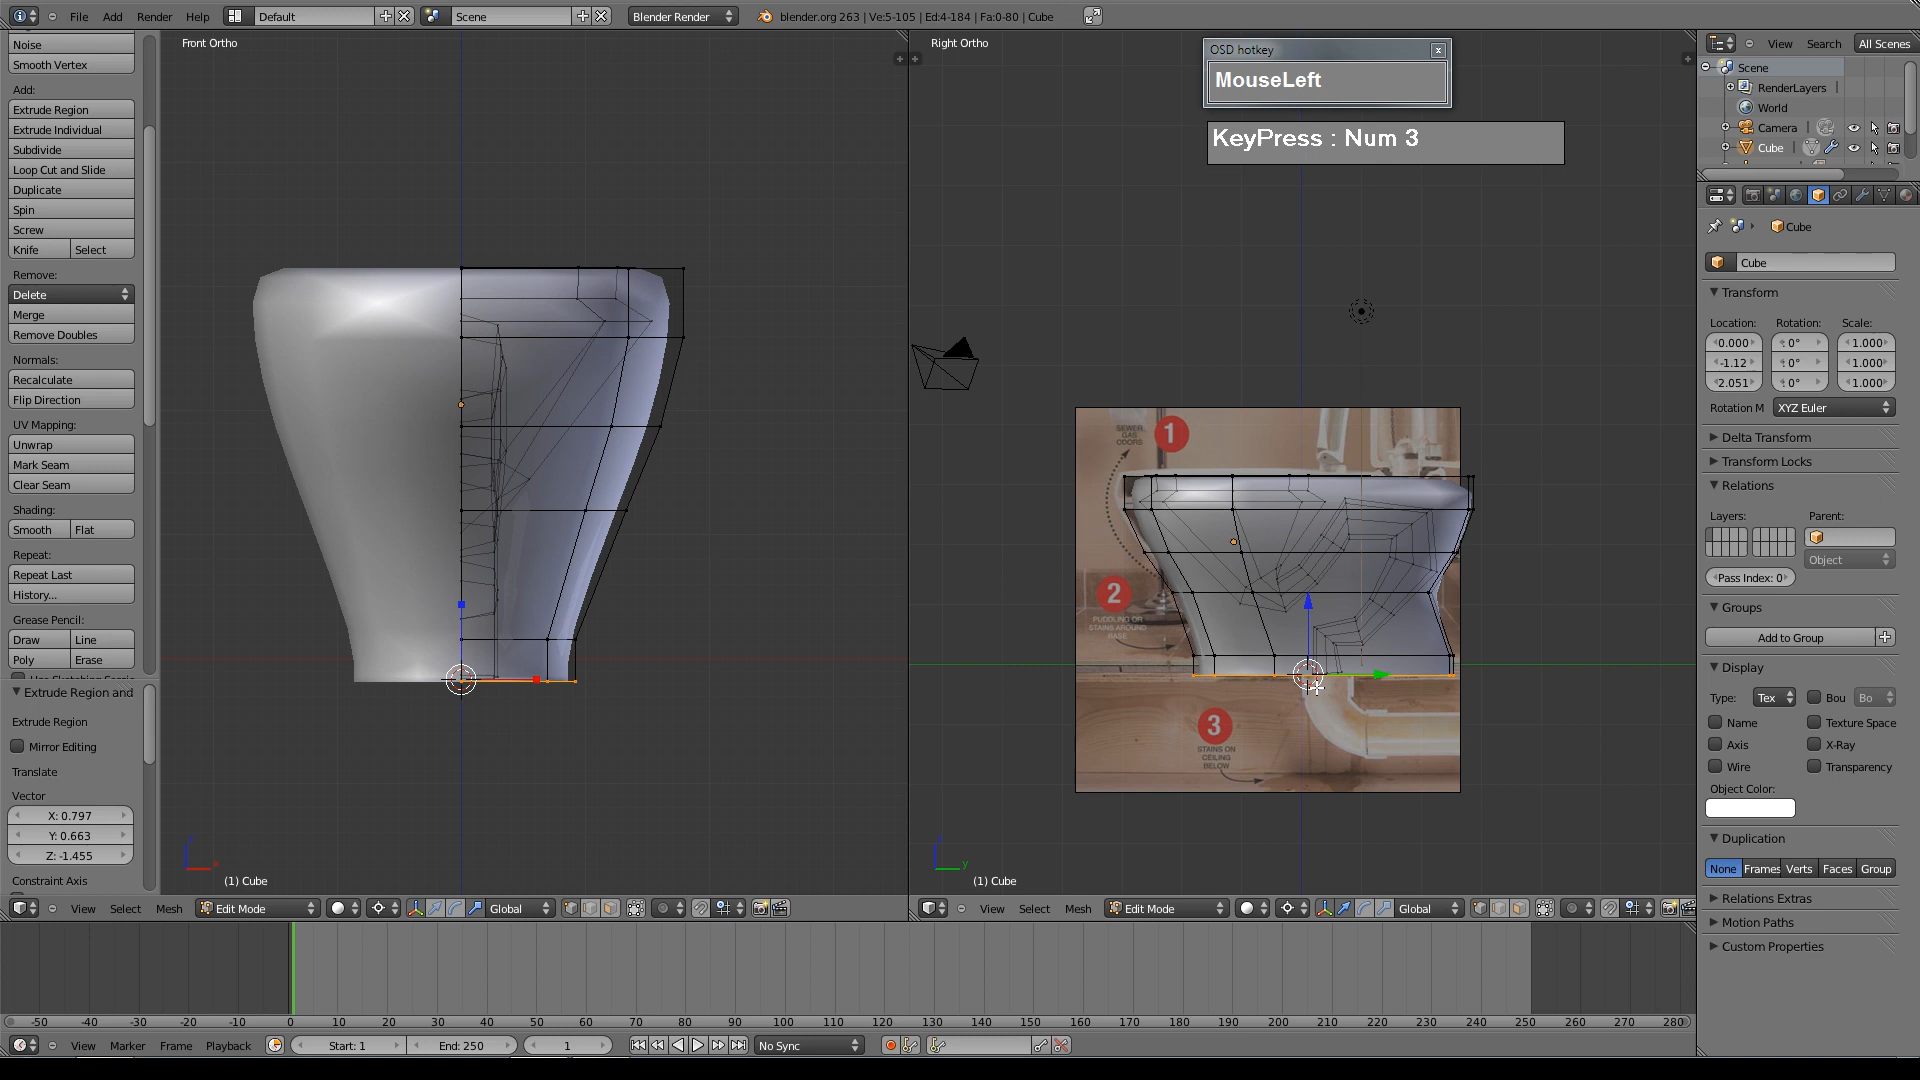 File Add Render Help Default Scene Blender Render blender.org 263 | Ve:5-105 | Ed:4-184 | Fa:0-80 | Cube
Noise
Smooth Vertex
Add:
Extrude Region
Extrude Individual
Subdivide
Loop Cut and Slide
Duplicate
Spin
Screw
Knife Select
Remove:
Delete
Merge
Remove Doubles
Normals:
Recalculate
Flip Direction
UV Mapping:
Unwrap
Mark Seam
Clear Seam
Shading:
Smooth Flat
Repeat:
Repeat Last
History...
Grease Pencil:
Draw Line
Poly Erase
Extrude Region and
Extrude Region
Mirror Editing
Translate
Vector
X: 0.797
Y: 0.663
Z: -1.455
Constraint Axis
Front Ortho
(1) Cube
View Select Mesh Edit Mode Global
Right Ortho
OSD hotkey
MouseLeft
KeyPress : Num 3
SEWER
GAS
ODORS
1
2
PUDDLING OR
STAINS AROUND
BASE
3
STAINS ON
CEILING
BELOW
y
(1) Cube
View Select Mesh Edit Mode Global
View Search All Scenes
Scene
RenderLayers
World
Camera
Cube
Cube
Cube
Transform
Location: Rotation: Scale:
0.000 0° 1.000
-1.12 0° 1.000
2.051 0° 1.000
Rotation M XYZ Euler
Delta Transform
Transform Locks
Relations
Layers: Parent:
Object
Pass Index: 0
Groups
Add to Group
Display
Type: Tex Bou Bo
Name Texture Space
Axis X-Ray
Wire Transparency
Object Color:
Duplication
None Frames Verts Faces Group
Relations Extras
Motion Paths
Custom Properties
-50 -40 -30 -20 -10 0 10 20 30 40 50 60 70 80 90 100 110 120 130 140 150 160 170 180 190 200 210 220 230 240 250 260 270 280
View Marker Frame Playback Start: 1 End: 250 1 No Sync